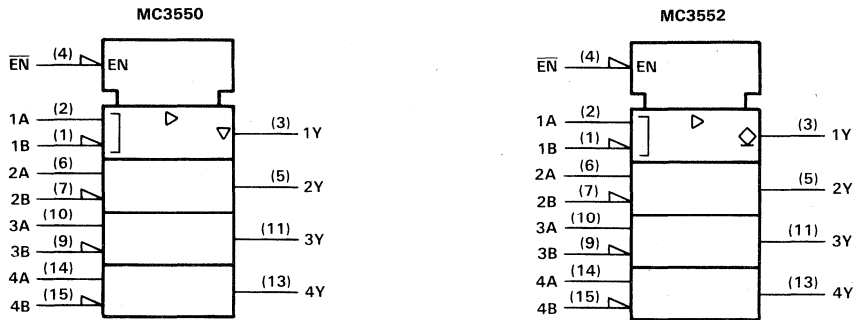 MC3550
EN (4) EN
1A (2)
1B (1)
(3) 1Y
2A (6)
2B (7)
(5) 2Y
3A (10)
3B (9)
(11) 3Y
4A (14)
4B (15)
(13) 4Y
MC3552
EN (4) EN
1A (2)
1B (1)
(3) 1Y
2A (6)
2B (7)
(5) 2Y
3A (10)
3B (9)
(11) 3Y
4A (14)
4B (15)
(13) 4Y